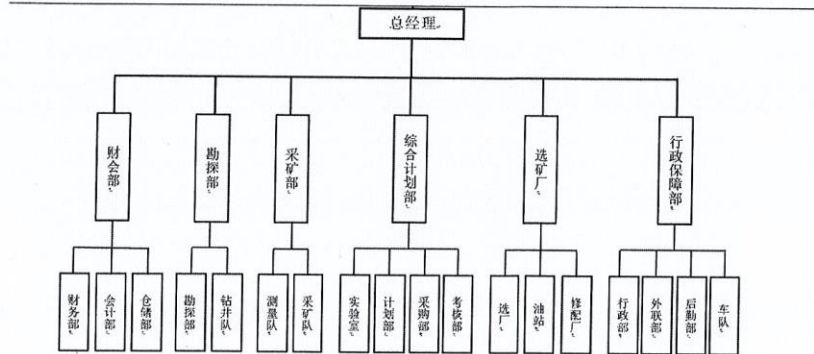 总经理
财会部
勘探部
采矿部
综合计划部
选矿厂
行政保障部
财务部
会计部
仓储部
勘探部
钻井队
测量队
采矿队
实验室
计划部
采购部
考核部
选厂
油站
修配厂
行政部
外联部
后勤部
车队